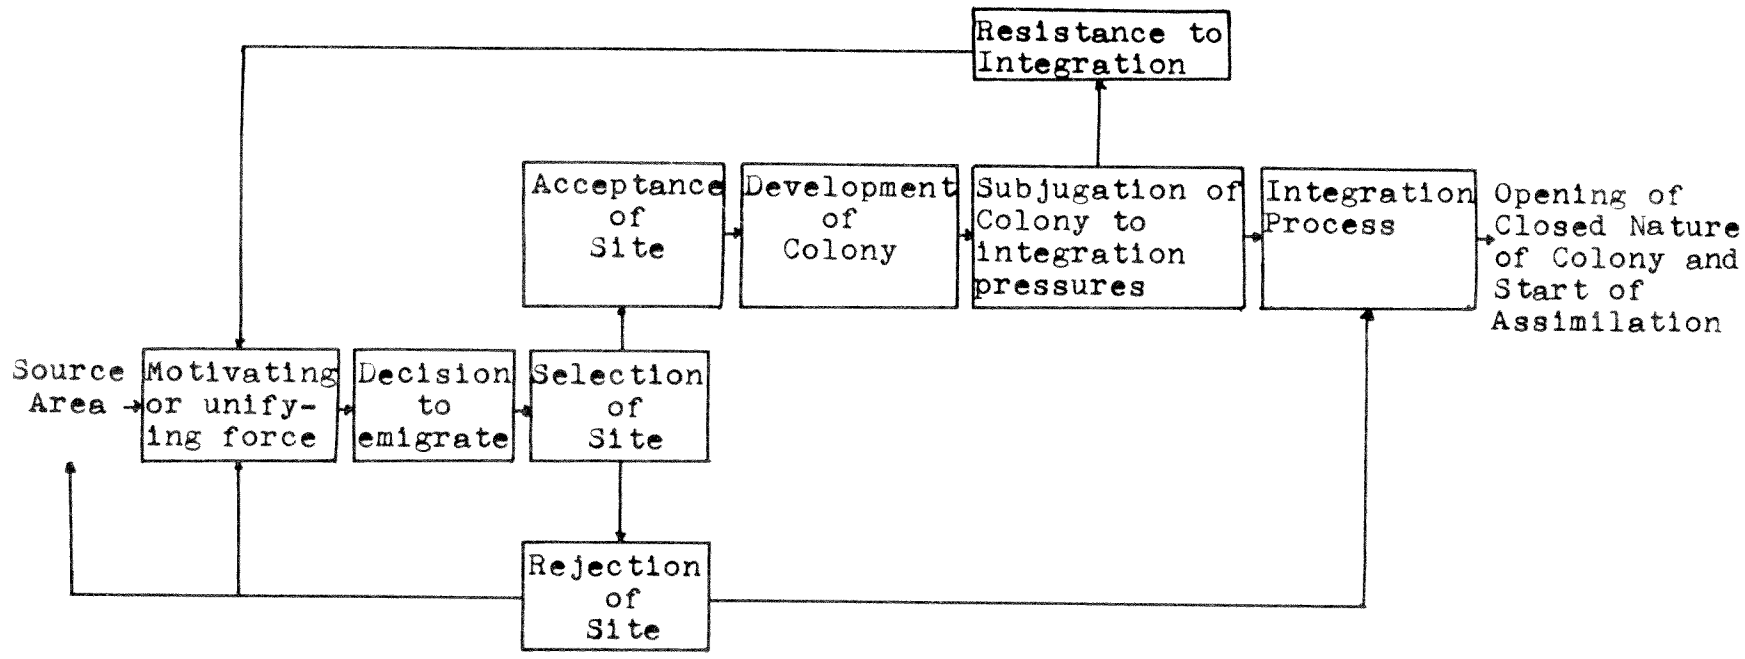 Resistance to
Integration
Acceptance
of
Site
Development
of
Colony
Subjugation of
Colony to
integration
pressures
Integration
Process
Opening of
Closed Nature
of Colony and
Start of
Assimilation
Source
Area
Motivating
or unify-
ing force
Decision
to
emigrate
Selection
of
Site
Rejection
of
Site